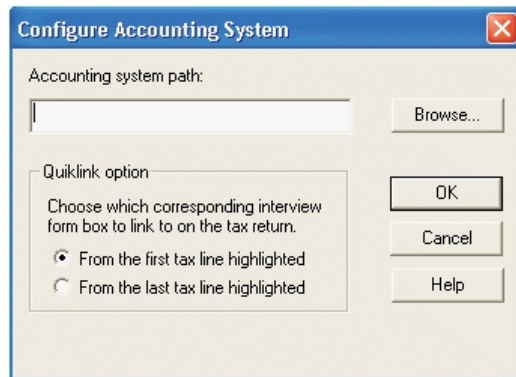 Configure Accounting System
Accounting system path:
Browse...
Quiklink option
Choose which corresponding interview
form box to link to on the tax return.
From the first tax line highlighted
From the last tax line highlighted
OK
Cancel
Help